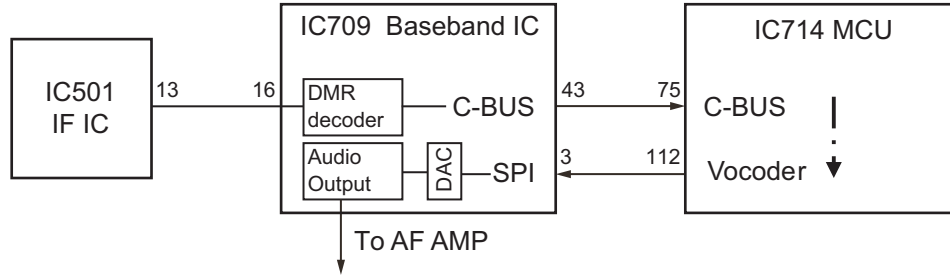 IC709 Baseband IC
IC714 MCU
IC501
IF IC
13
16
DMR
decoder
C-BUS
43
75
C-BUS
Audio
Output
DAC
SPI
3
112
Vocoder
To AF AMP